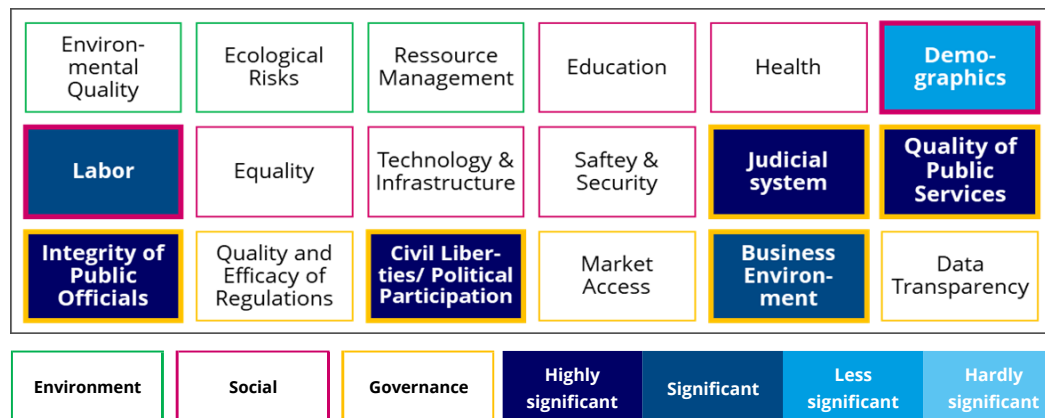 Environ-
mental
Quality
Ecological
Risks
Ressource
Management
Education
Health
Demo-
graphics
Labor
Equality
Technology &
Infrastructure
Saftey &
Security
Judicial
system
Quality of
Public
Services
Integrity of
Public
Officials
Quality and
Efficacy of
Regulations
Civil Liber-
ties/ Political
Participation
Market
Access
Business
Environ-
ment
Data
Transparency
Environment
Social
Governance
Highly
significant
Significant
Less
significant
Hardly
significant